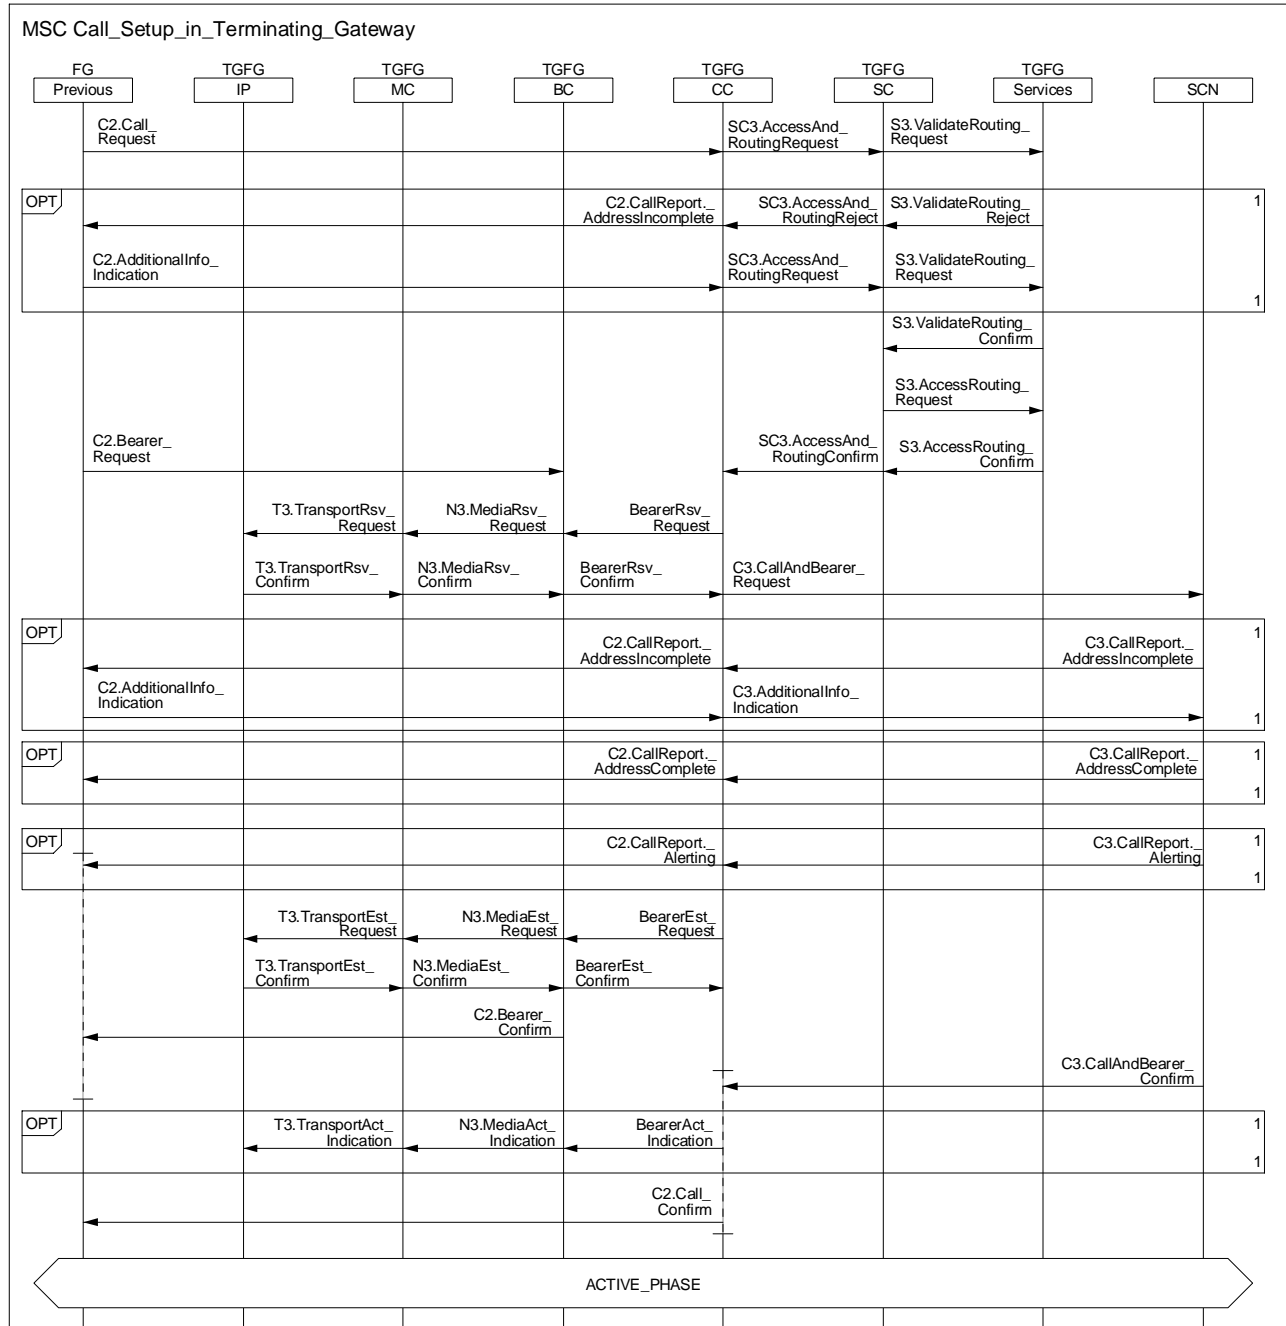 MSC Call_Setup_in_Terminating_Gateway
FG TGFG TGFG TGFG TGFG TGFG TGFG
Previous IP MC BC CC SC Services SCN
C2.Call_ SC3.AccessAnd_ S3.ValidateRouting_
Request RoutingRequest Request
OPT C2.CallReport._ SC3.AccessAnd_ S3.ValidateRouting_ 1
AddressIncomplete RoutingReject Reject
C2.AdditionalInfo_ SC3.AccessAnd_ S3.ValidateRouting_
Indication RoutingRequest Request
1
S3.ValidateRouting_
Confirm
S3.AccessRouting_
Request
C2.Bearer_ SC3.AccessAnd_ S3.AccessRouting_
Request RoutingConfirm Confirm
T3.TransportRsv_ N3.MediaRsv_ BearerRsv_
Request Request Request
T3.TransportRsv_ N3.MediaRsv_ BearerRsv_ C3.CallAndBearer_
Confirm Confirm Confirm Request
OPT C2.CallReport._ C3.CallReport._ 1
AddressIncomplete AddressIncomplete
C2.AdditionalInfo_ C3.AdditionalInfo_
Indication Indication
1
OPT C2.CallReport._ C3.CallReport._ 1
AddressComplete AddressComplete
1
OPT C2.CallReport._ C3.CallReport._ 1
Alerting Alerting
1
T3.TransportEst_ N3.MediaEst_ BearerEst_
Request Request Request
T3.TransportEst_ N3.MediaEst_ BearerEst_
Confirm Confirm Confirm
C2.Bearer_
Confirm
C3.CallAndBearer_
Confirm
OPT T3.TransportAct_ N3.MediaAct_ BearerAct_ 1
Indication Indication Indication
1
C2.Call_
Confirm
ACTIVE_PHASE